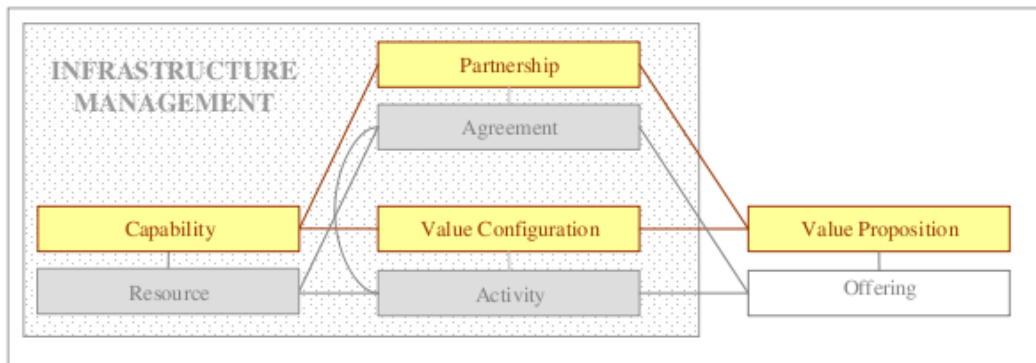 INFRASTRUCTURE
MANAGEMENT
Partnership
Agreement
Capability
Value Configuration
Value Proposition
Resource
Activity
Offering